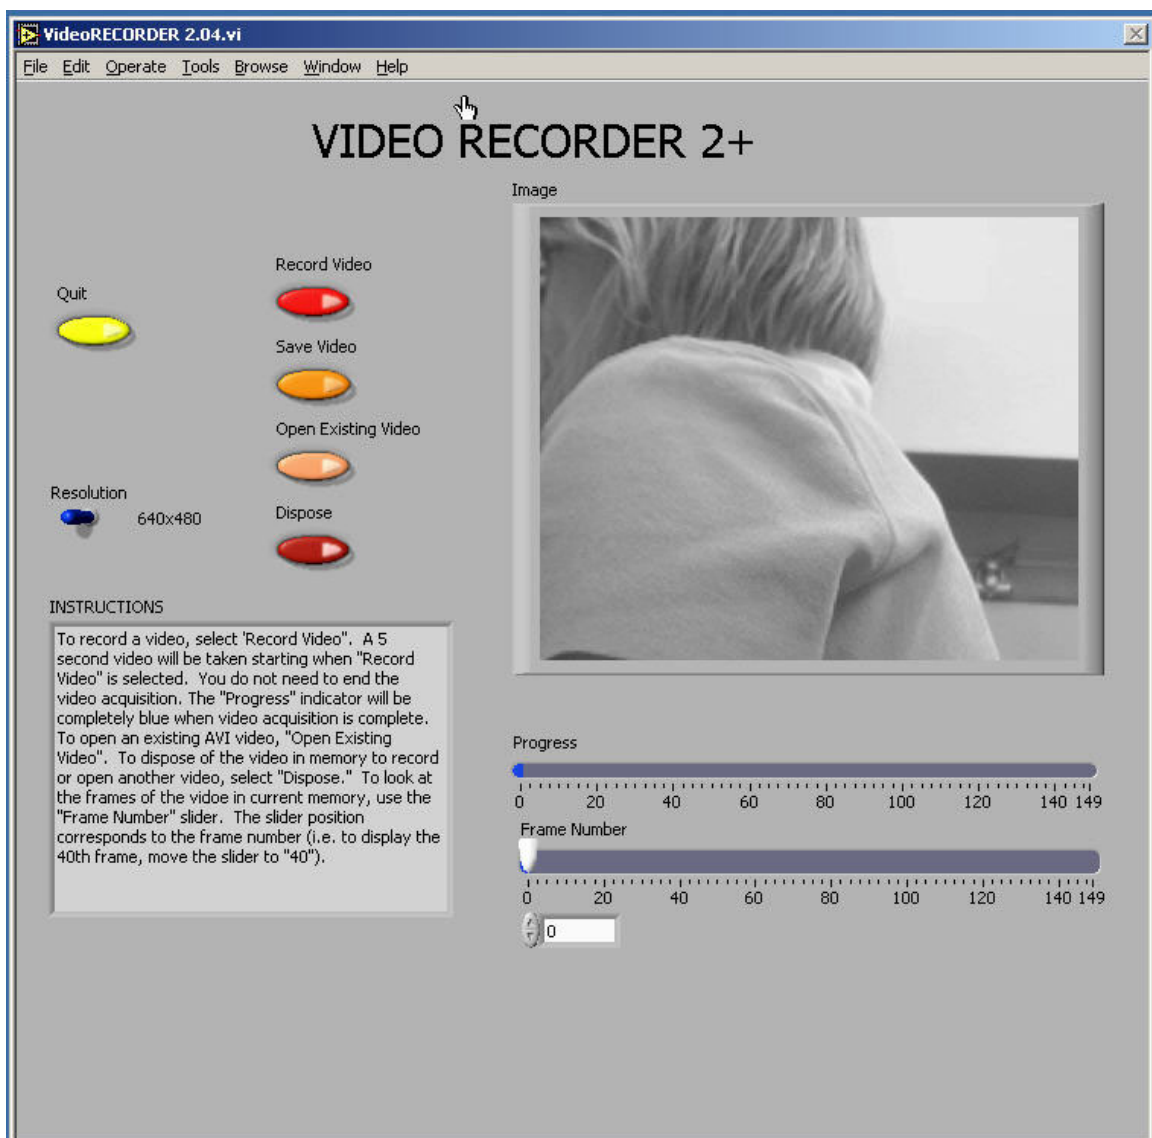 VideoRECORDER 2.04.vi
File Edit Operate Tools Browse Window Help
VIDEO RECORDER 2+
Image
Record Video
Quit
Save Video
Open Existing Video
Resolution
640x480
Dispose
INSTRUCTIONS
To record a video, select 'Record Video". A 5
second video will be taken starting when "Record
Video" is selected. You do not need to end the
video acquisition. The "Progress" indicator will be
completely blue when video acquisition is complete.
To open an existing AVI video, "Open Existing
Video". To dispose of the video in memory to record
or open another video, select "Dispose." To look at
the frames of the vidoe in current memory, use the
"Frame Number" slider. The slider position
corresponds to the frame number (i.e. to display the
40th frame, move the slider to "40").
Progress
0 20 40 60 80 100 120 140 149
Frame Number
0 20 40 60 80 100 120 140 149
0